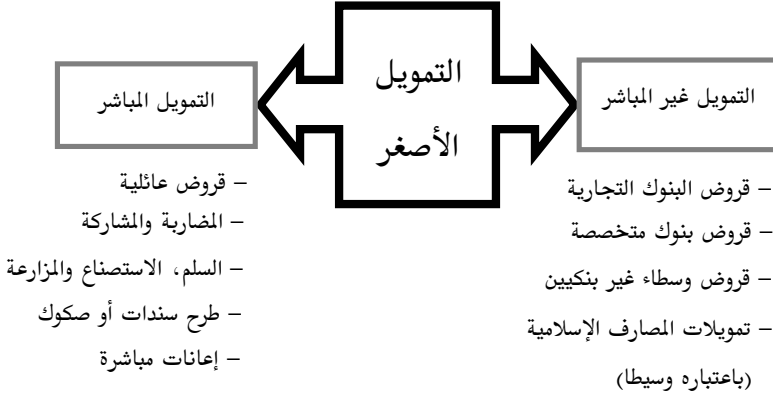 التمويل
الأصغر
التمويل غير المباشر
– قروض البنوك التجارية
– قروض بنوك متخصصة
– قروض وسطاء غير بنكيين
– تمويلات المصارف الإسلامية
(باعتباره وسيطا)
التمويل المباشر
– قروض عائلية
– المضاربة والمشاركة
– السلم، الاستصناع والمزارعة
– طرح سندات أو صكوك
– إعانات مباشرة